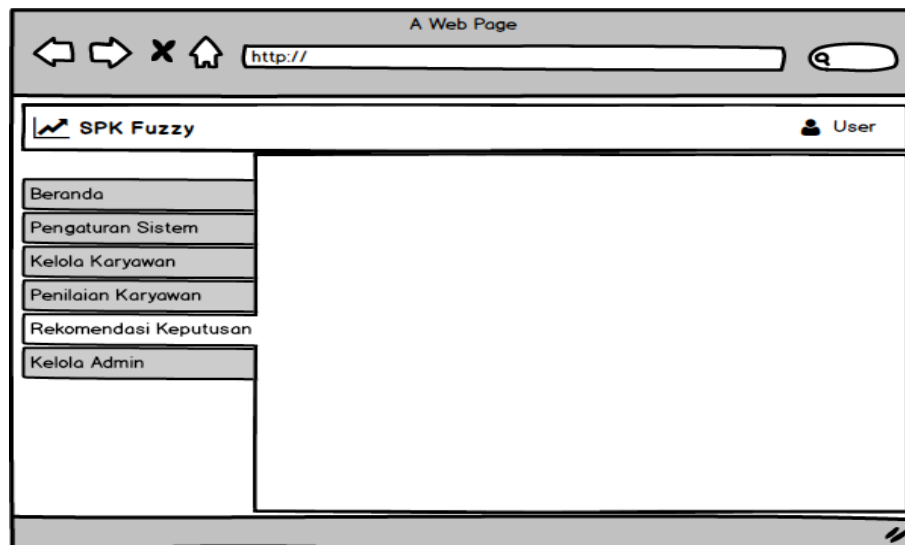 A Web Page
http://
SPK Fuzzy
User
Beranda
Pengaturan Sistem
Kelola Karyawan
Penilaian Karyawan
Rekomendasi Keputusan
Kelola Admin